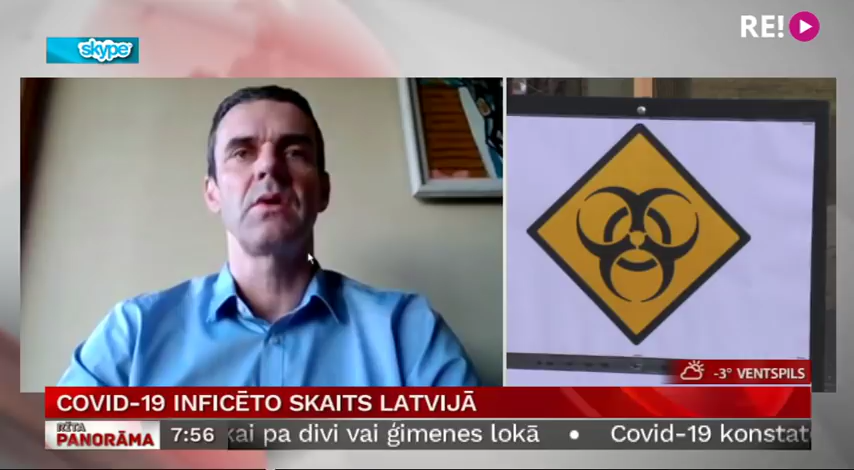 RE!
skype
-3° VENTSPILS
COVID-19 INFICĒTO SKAITS LATVIJĀ
RĪTA
PANORĀMA
7:56
kai pa divi vai ģimenes lokā • Covid-19 konstat